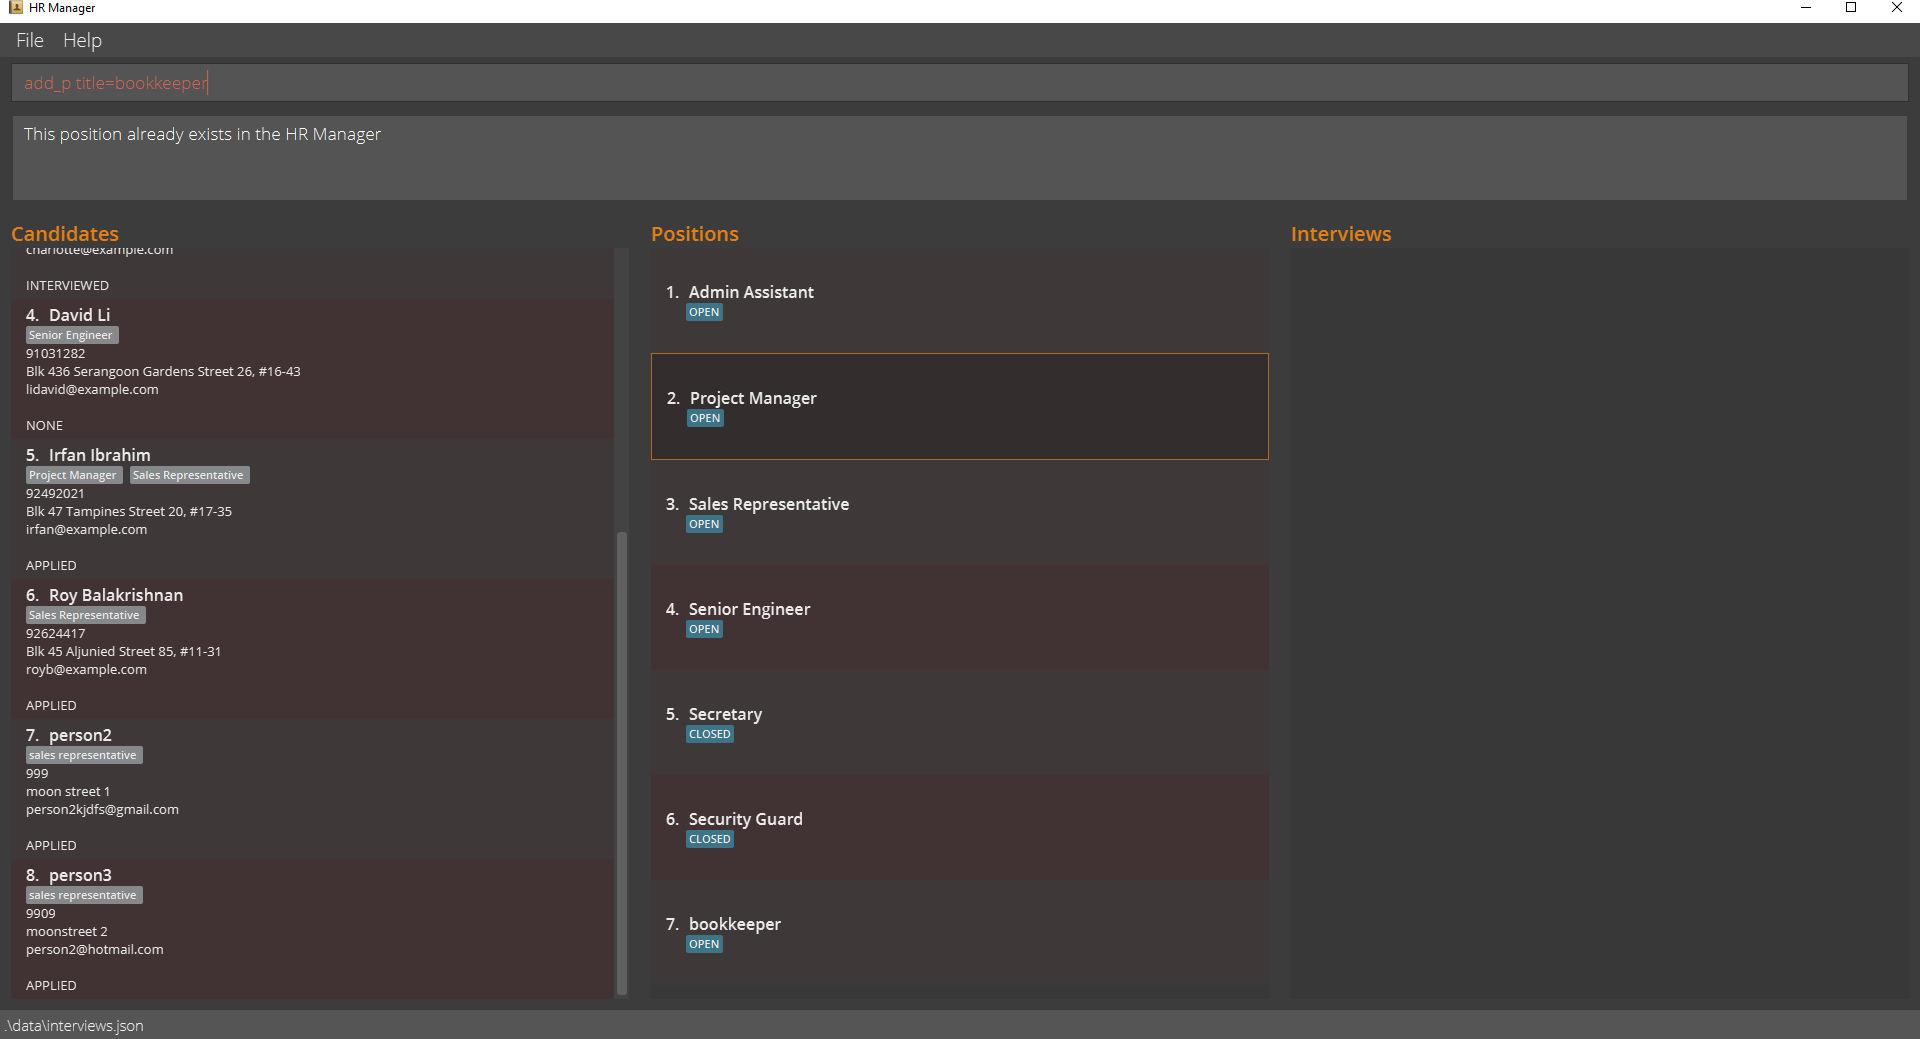 HR Manager
File Help
add_p title=bookkeeper
This position already exists in the HR Manager
Candidates
charlotte@example.com
INTERVIEWED
4. David Li
Senior Engineer
91031282
Blk 436 Serangoon Gardens Street 26, #16-43
lidavid@example.com
NONE
5. Irfan Ibrahim
Project Manager Sales Representative
92492021
Blk 47 Tampines Street 20, #17-35
irfan@example.com
APPLIED
6. Roy Balakrishnan
Sales Representative
92624417
Blk 45 Aljunied Street 85, #11-31
royb@example.com
APPLIED
7. person2
sales representative
999
moon street 1
person2kjdfs@gmail.com
APPLIED
8. person3
sales representative
9909
moonstreet 2
person2@hotmail.com
APPLIED
Positions
1. Admin Assistant
OPEN
2. Project Manager
OPEN
3. Sales Representative
OPEN
4. Senior Engineer
OPEN
5. Secretary
CLOSED
6. Security Guard
CLOSED
7. bookkeeper
OPEN
Interviews
.\data\interviews.json